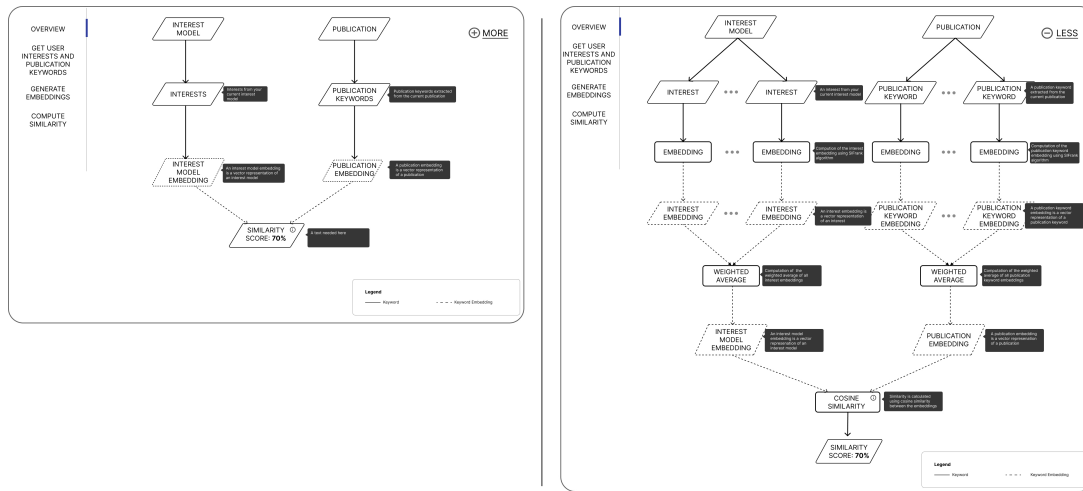 OVERVIEW
GET USER
INTERESTS AND
PUBLICATION
KEYWORDS
GENERATE
EMBEDDINGS
COMPUTE
SIMILARITY
INTEREST
MODEL
PUBLICATION
MORE
INTERESTS
Interests from your
current interest
model
PUBLICATION
KEYWORDS
Publication keywords extracted
from the current publication
INTEREST
MODEL
EMBEDDING
An interest model embedding
is a vector representation of
an interest model
PUBLICATION
EMBEDDING
A publication embedding
is a vector representation
of a publication
SIMILARITY
SCORE: 70%
A text needed here
Legend
Keyword
Keyword Embedding
OVERVIEW
GET USER
INTERESTS AND
PUBLICATION
KEYWORDS
GENERATE
EMBEDDINGS
COMPUTE
SIMILARITY
INTEREST
MODEL
PUBLICATION
LESS
INTEREST
INTEREST
An interest from your
current interest model
PUBLICATION
KEYWORD
PUBLICATION
KEYWORD
A publication keyword
extracted from the
current publication
EMBEDDING
EMBEDDING
Computation of the interest
embedding using SIFrank
algorithm
EMBEDDING
EMBEDDING
Computation of the
publication keyword
embedding using SIFrank
algorithm
INTEREST
EMBEDDING
INTEREST
EMBEDDING
An interest embedding is
a vector representation
of an interest
PUBLICATION
KEYWORD
EMBEDDING
PUBLICATION
KEYWORD
EMBEDDING
A publication keyword
embedding is a vector
representation of a
publication keyword
WEIGHTED
AVERAGE
Computation of the
weighted average of all
interest embeddings
WEIGHTED
AVERAGE
Computation of the weighted
average of all publication
keyword embeddings
INTEREST
MODEL
EMBEDDING
An interest model
embedding is a vector
representation of an
interest model
PUBLICATION
EMBEDDING
A publication embedding
is a vector representation
of a publication
COSINE
SIMILARITY
Similarity is calculated
using cosine similarity
between the embeddings
SIMILARITY
SCORE: 70%
Legend
Keyword
Keyword Embedding